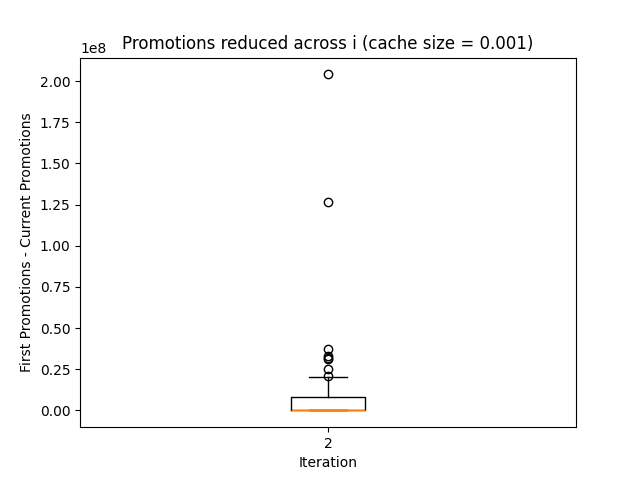 Promotions reduced across i (cache size = 0.001)
1e8
2.00
1.75
1.50
1.25
1.00
0.75
0.50
0.25
0.00
First Promotions - Current Promotions
2
Iteration